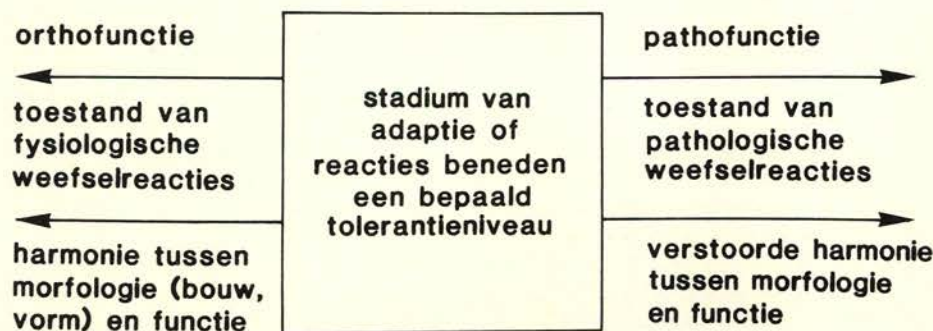 orthofunctie
toestand van
fysiologische
weefselreacties
harmonie tussen
morfologie (bouw,
vorm) en functie
stadium van
adaptie of
reacties beneden
een bepaald
tolerantieniveau
pathofunctie
toestand van
pathologische
weefselreacties
verstoorde harmonie
tussen morfologie
en functie